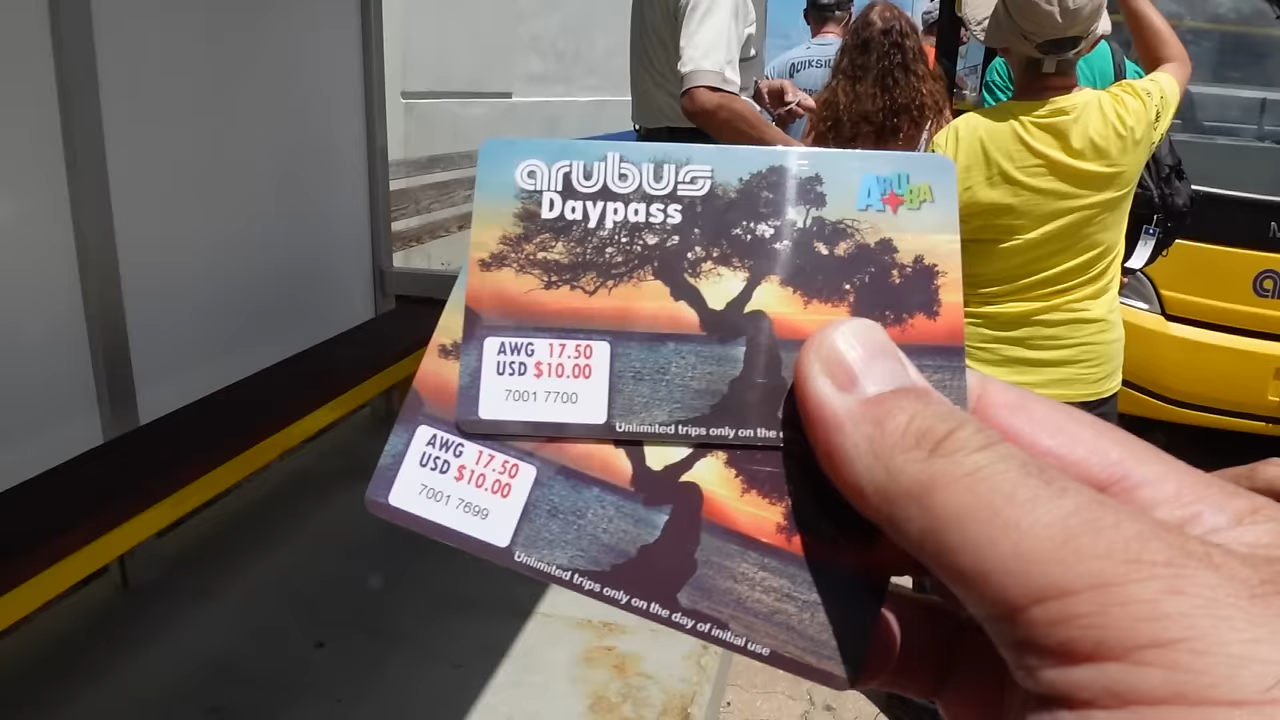 QUIKSIL
arubus
Daypass
ARUBA
AWG 17.50
USD $10.00
7001 7700
Unlimited trips only on the
AWG 17.50
USD $10.00
7001 7699
Unlimited trips only on the day of initial use